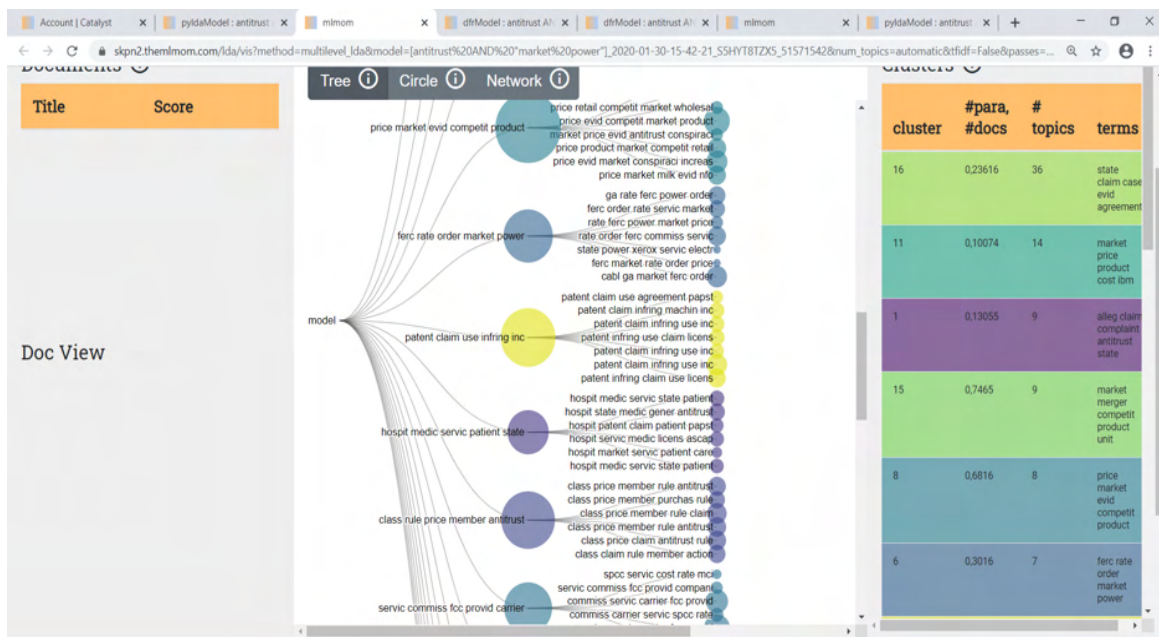 Account | Catalyst
pyldaModel : antitrust
mlmom
dfrModel : antitrust AN
dfrModel : antitrust AN
mlmom
pyldaModel : antitrust
skpn2.themlmom.com/lda/vis?method=multilevel_lda&model=[antitrust%20AND%20"market%20power"]_2020-01-30-15-42-21_S5HYT8TZX5_51571542&num_topics=automatic&tfidf=False&passes=...
Documents
Title Score
Doc View
Tree Circle Network
model
price market evid competit product
price retail competit market wholesal
price evid competit market product
market price evid antitrust conspiraci
price product market competit retail
price evid market conspiraci increas
price market milk evid nfo
ferc rate order market power
ga rate ferc power order
ferc order rate servic market
rate ferc power market price
rate order ferc commiss servic
state power xerox servic electr
ferc market rate order price
cabl ga market ferc order
patent claim use infring inc
patent claim use agreement papst
patent claim infring machin inc
patent claim infring use inc
patent infring use claim licens
patent claim infring use inc
patent claim infring use inc
patent infring claim use licens
hospit medic servic patient state
hospit medic servic state patient
hospit state medic gener antitrust
hospit patent claim patient papst
hospit servic medic licens ascap
hospit market servic patient care
hospit medic servic state patient
class rule price member antitrust
class price member rule antitrust
class price member purchas rule
class price member rule claim
class price member rule antitrust
class price claim antitrust rule
class claim rule member action
servic commiss fcc provid carrier
spcc servic cost rate mci
servic commiss fcc provid compani
commiss servic carrier fcc provid
commiss carrier servic spcc rate
Clusters
cluster #para, #docs # topics terms
16 0,23616 36 state
claim case
evid
agreement
11 0,10074 14 market
price
product
cost ibm
1 0,13055 9 alleg claim
complaint
antitrust
state
15 0,7465 9 market
merger
competit
product
unit
8 0,6816 8 price
market
evid
competit
product
6 0,3016 7 ferc rate
order
market
power